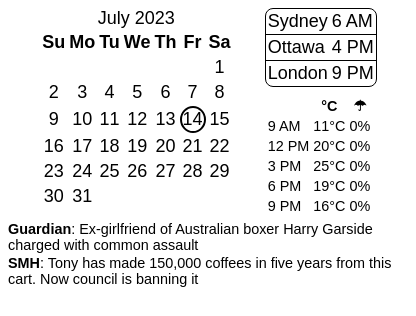 July 2023
Su Mo Tu We Th Fr Sa
1
2 3 4 5 6 7 8
9 10 11 12 13 14 15
16 17 18 19 20 21 22
23 24 25 26 27 28 29
30 31
Sydney 6 AM
Ottawa 4 PM
London 9 PM
°C ☂
9 AM 11°C 0%
12 PM 20°C 0%
3 PM 25°C 0%
6 PM 19°C 0%
9 PM 16°C 0%
Guardian: Ex-girlfriend of Australian boxer Harry Garside
charged with common assault
SMH: Tony has made 150,000 coffees in five years from this
cart. Now council is banning it